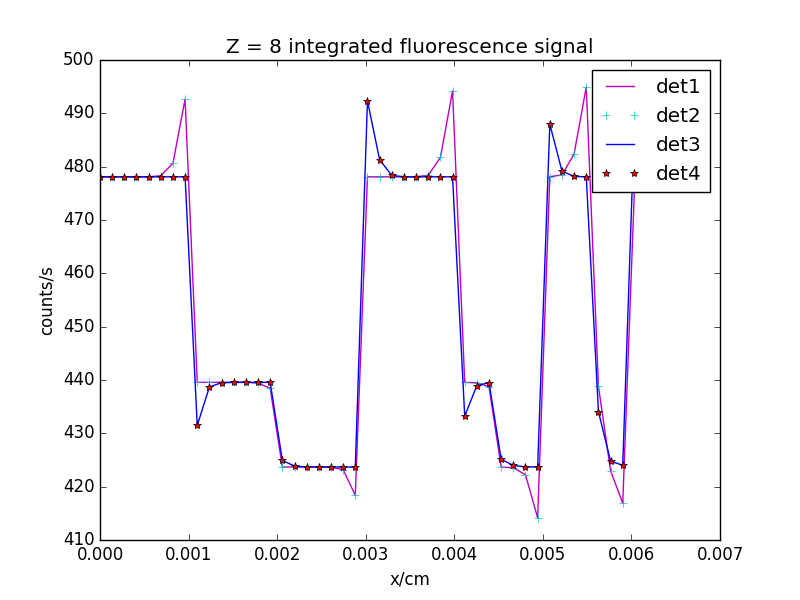 Z = 8 integrated fluorescence signal
500
490
480
470
460
450
440
430
420
410
counts/s
det1
det2
det3
det4
0.000 0.001 0.002 0.003 0.004 0.005 0.006 0.007
x/cm